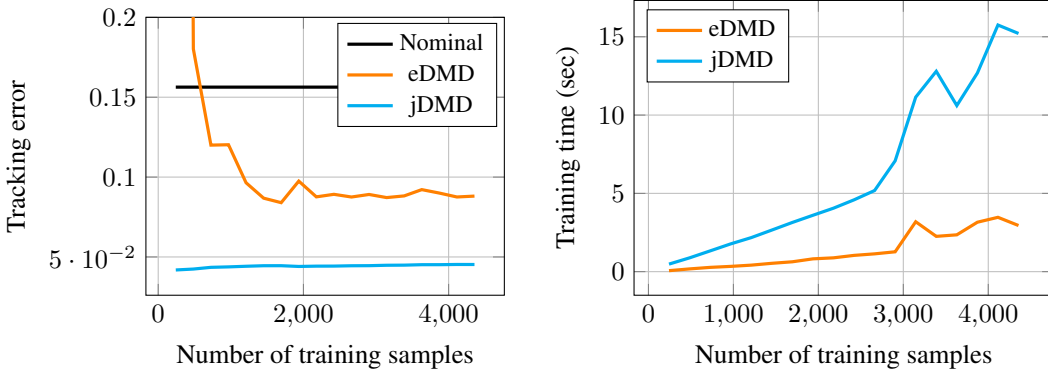 0.2
0.15
0.1
5 · 10⁻²
Tracking error
Nominal
eDMD
jDMD
0
2,000
4,000
Number of training samples
15
10
5
0
Training time (sec)
eDMD
jDMD
0
1,000
2,000
3,000
4,000
Number of training samples